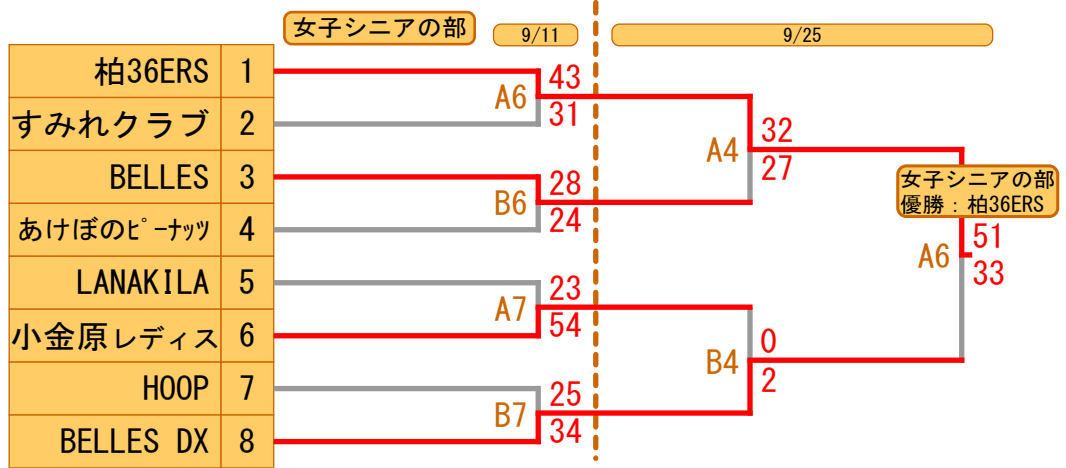 女子シニアの部
9/11
9/25
柏36ERS 1
すみれクラブ 2
BELLES 3
あけぼのﾋﾟｰﾅｯﾂ 4
LANAKILA 5
小金原レディス 6
HOOP 7
BELLES DX 8
A6
43
31
B6
28
24
A7
23
54
B7
25
34
A4
32
27
B4
0
2
女子シニアの部
優勝：柏36ERS
A6
51
33